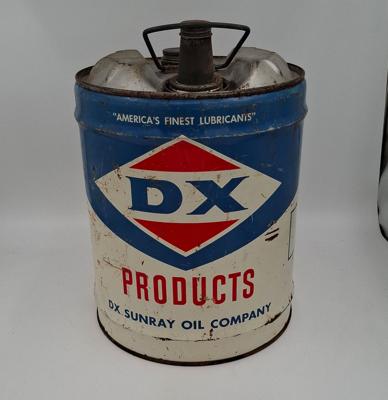 "AMERICA'S FINEST LUBRICANTS"
DX
PRODUCTS
DX SUNRAY OIL COMPANY